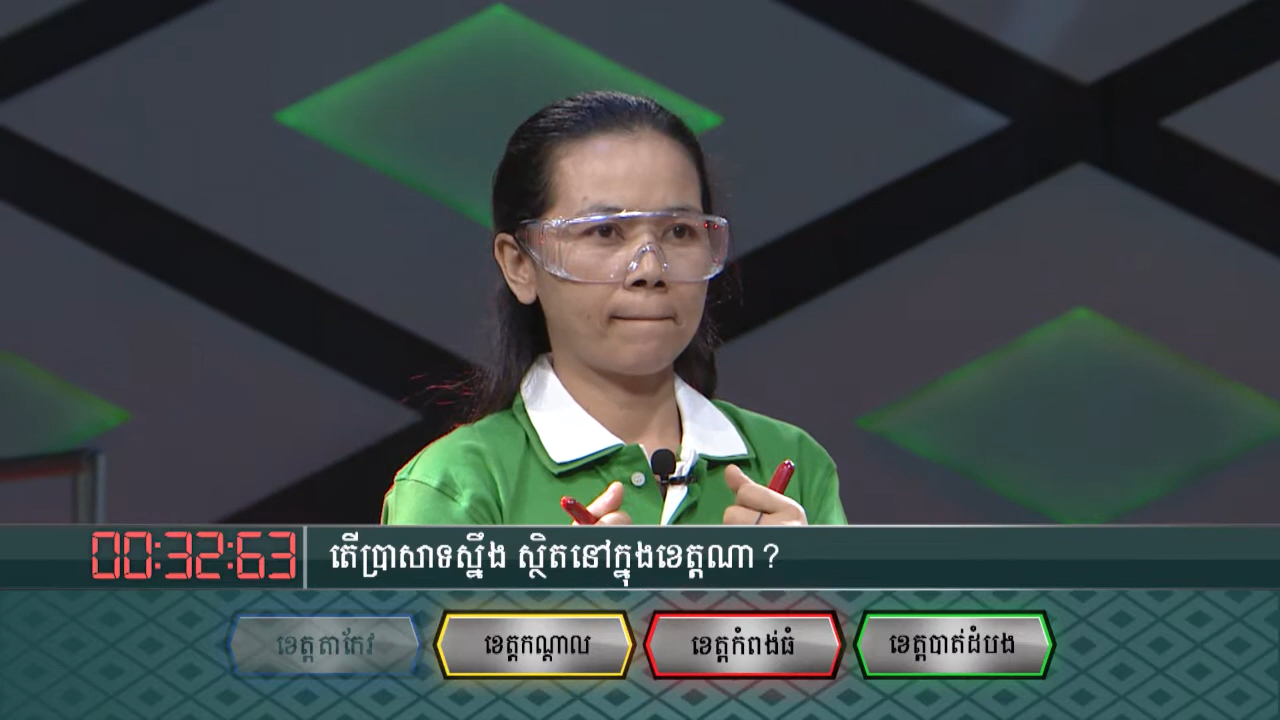 00:32:63
តើប្រាសាទស្នឹង ស្ថិតនៅក្នុងខេត្តណា ?
ខេត្តតាកែវ
ខេត្តកណ្ដាល
ខេត្តកំពង់ធំ
ខេត្តបាត់ដំបង